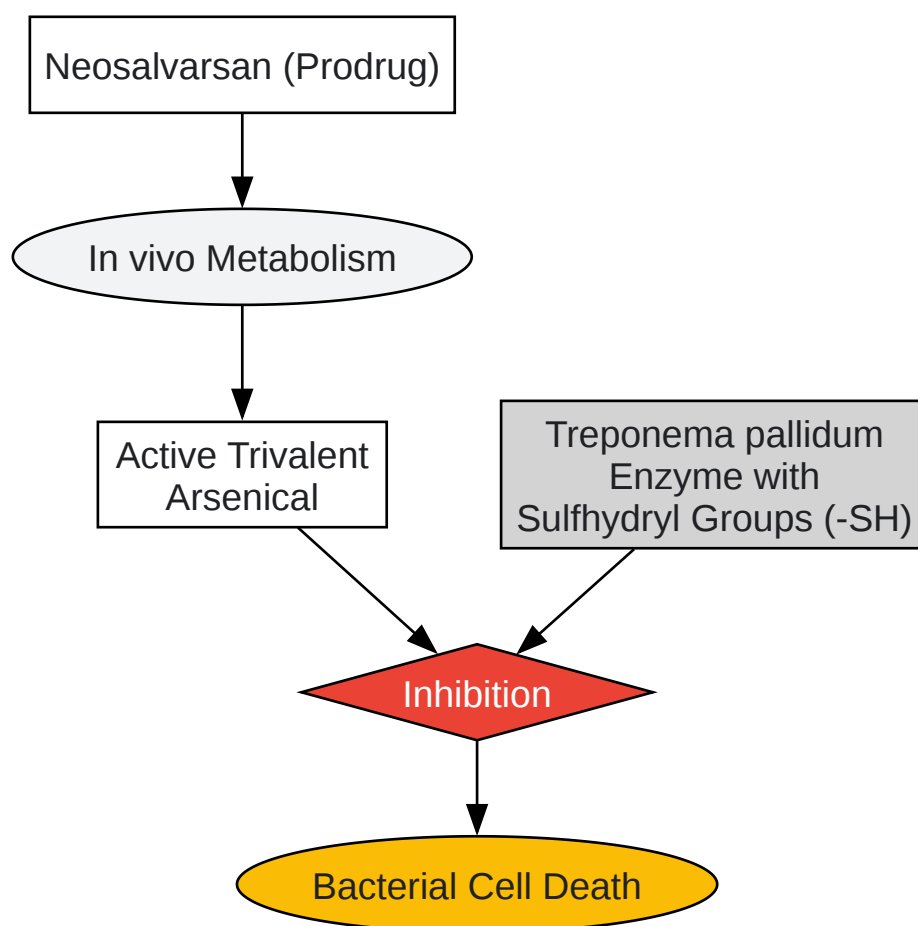 Neosalvarsan (Prodrug)
In vivo Metabolism
Active Trivalent
Arsenical
Treponema pallidum
Enzyme with
Sulfhydryl Groups (-SH)
Inhibition
Bacterial Cell Death